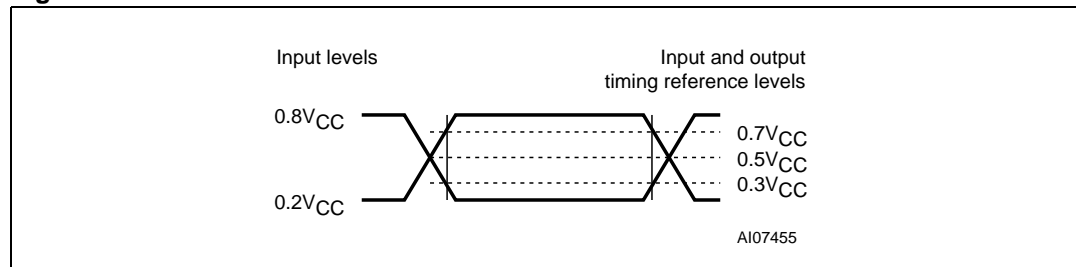 Input levels
Input and output
timing reference levels
0.8VCC
0.7VCC
0.5VCC
0.3VCC
0.2VCC
AI07455